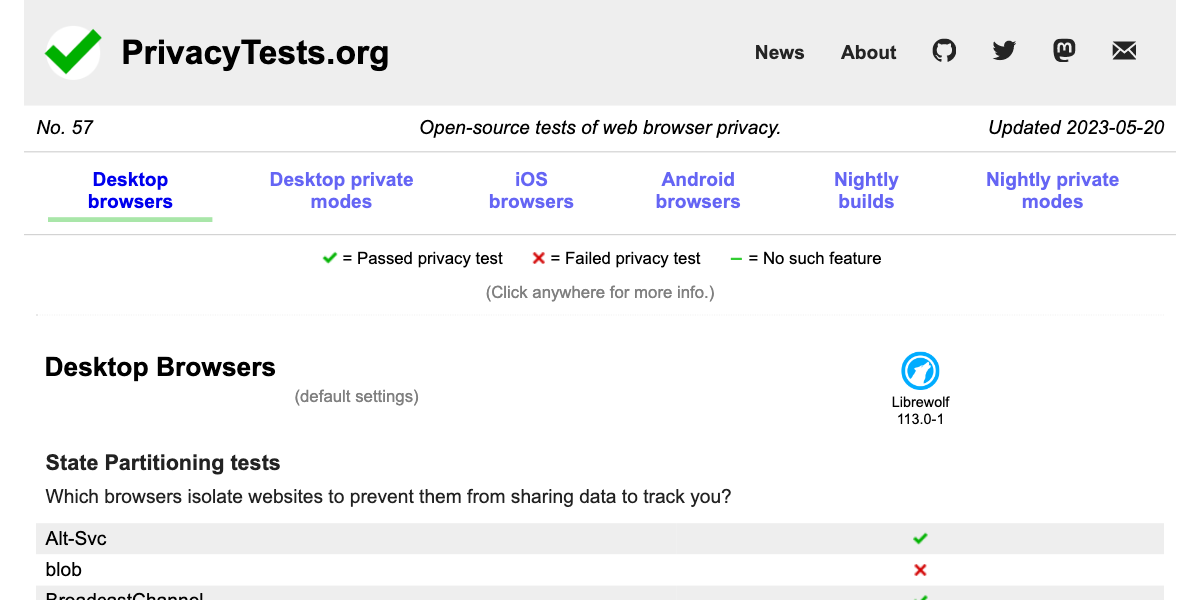 PrivacyTests.org
News About
No. 57 Open-source tests of web browser privacy. Updated 2023-05-20
Desktop browsers
Desktop private modes
iOS browsers
Android browsers
Nightly builds
Nightly private modes
= Passed privacy test = Failed privacy test = No such feature
(Click anywhere for more info.)
Desktop Browsers
(default settings)
Librewolf
113.0-1
State Partitioning tests
Which browsers isolate websites to prevent them from sharing data to track you?
Alt-Svc
blob
BroadcastChannel